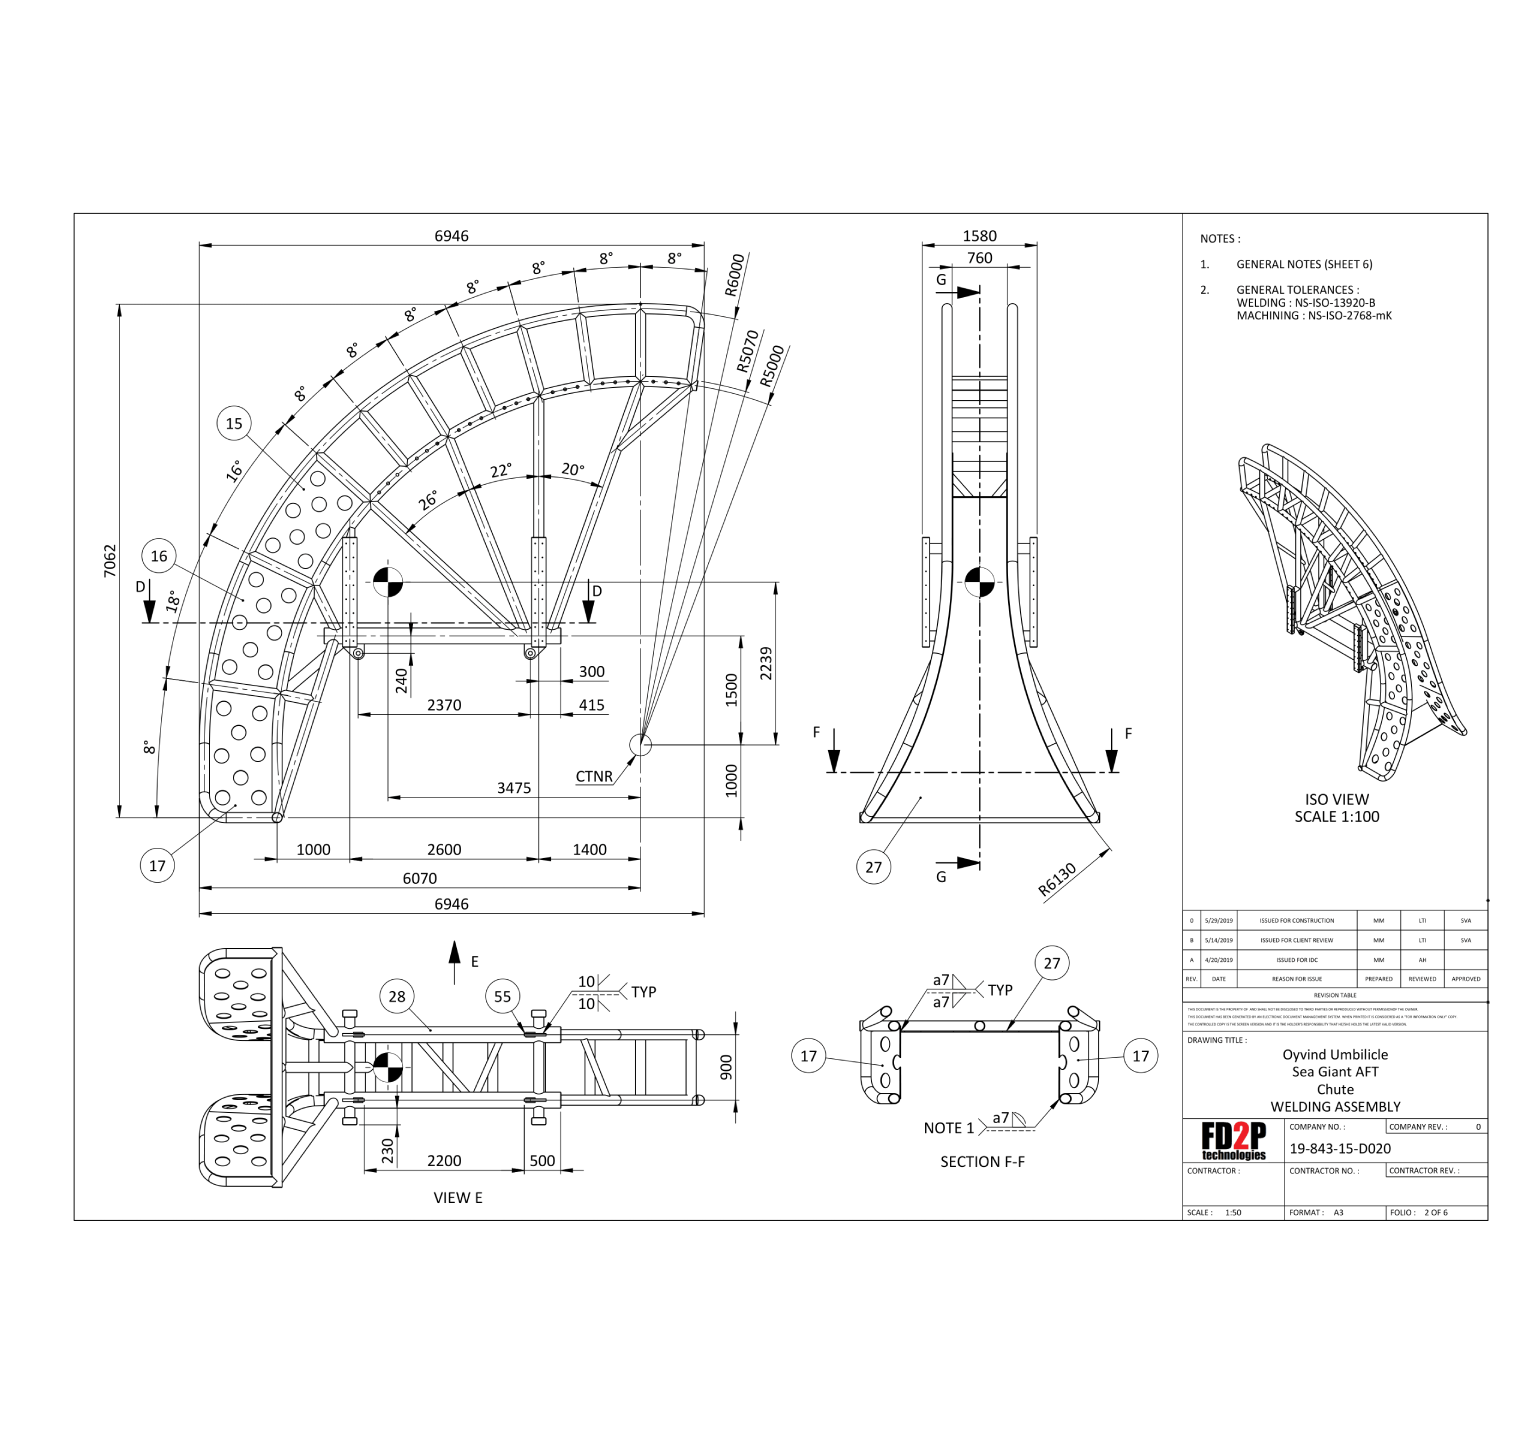 6946
8°
8°
8°
8°
8°
8°
8°
16°
18°
8°
R6000
R5070
R5000
15
16
17
26°
22°
20°
7062
D
D
240
300
2370
415
1500
2239
1000
CTNR
3475
1000
2600
1400
6070
6946
1580
760
G
F
F
27
G
R6130
E
28
55
10
10
TYP
900
230
2200
500
VIEW E
27
a7
a7
TYP
17
17
NOTE 1
a7
SECTION F-F
NOTES :
1. GENERAL NOTES (SHEET 6)
2. GENERAL TOLERANCES :
WELDING : NS-ISO-13920-B
MACHINING : NS-ISO-2768-mK
ISO VIEW
SCALE 1:100
0 5/29/2019 ISSUED FOR CONSTRUCTION MM LTI SVA
B 5/14/2019 ISSUED FOR CLIENT REVIEW MM LTI SVA
A 4/20/2019 ISSUED FOR IDC MM AH
REV. DATE REASON FOR ISSUE PREPARED REVIEWED APPROVED
REVISION TABLE
DRAWING TITLE :
Oyvind Umbilicle
Sea Giant AFT
Chute
WELDING ASSEMBLY
FD2P
technologies
COMPANY NO. : COMPANY REV. : 0
19-843-15-D020
CONTRACTOR : CONTRACTOR NO. : CONTRACTOR REV. :
SCALE : 1:50 FORMAT : A3 FOLIO : 2 OF 6